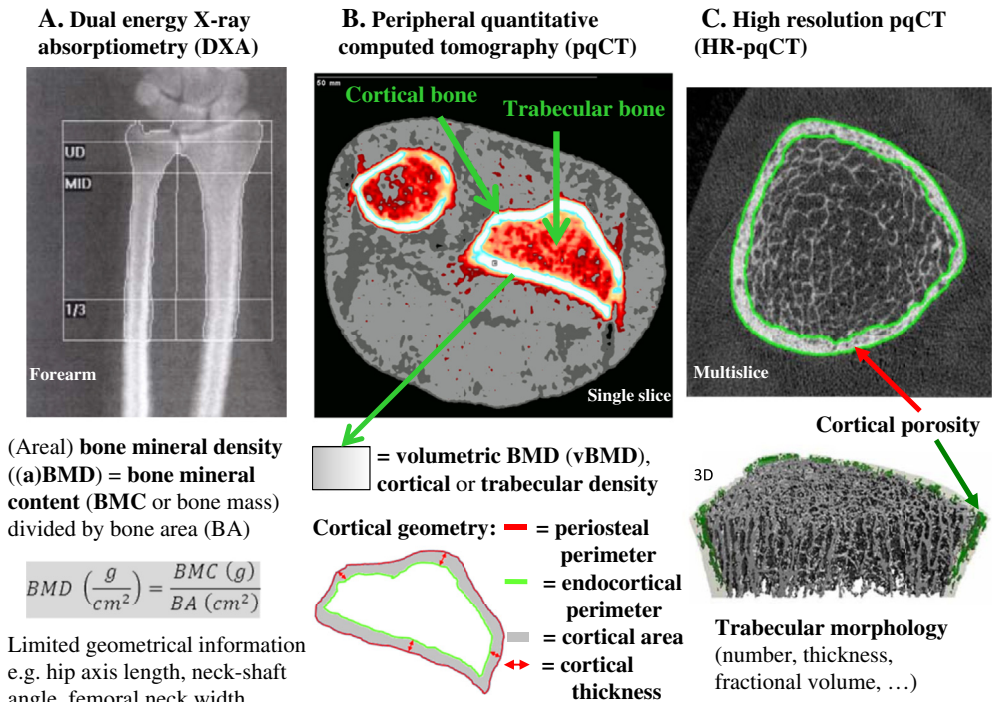 A. Dual energy X-ray
absorptiometry (DXA)
UD
MID
1/3
Forearm
(Areal) bone mineral density
((a)BMD) = bone mineral
content (BMC or bone mass)
divided by bone area (BA)
BMD (g/cm²) = BMC (g)/BA (cm²)
Limited geometrical information
e.g. hip axis length, neck-shaft
angle, femoral neck width
B. Peripheral quantitative
computed tomography (pqCT)
50 mm
Cortical bone
Trabecular bone
Single slice
= volumetric BMD (vBMD),
cortical or trabecular density
Cortical geometry:
= periosteal
perimeter
= endocortical
perimeter
= cortical area
= cortical
thickness
C. High resolution pqCT
(HR-pqCT)
Multislice
Cortical porosity
3D
Trabecular morphology
(number, thickness,
fractional volume, …)